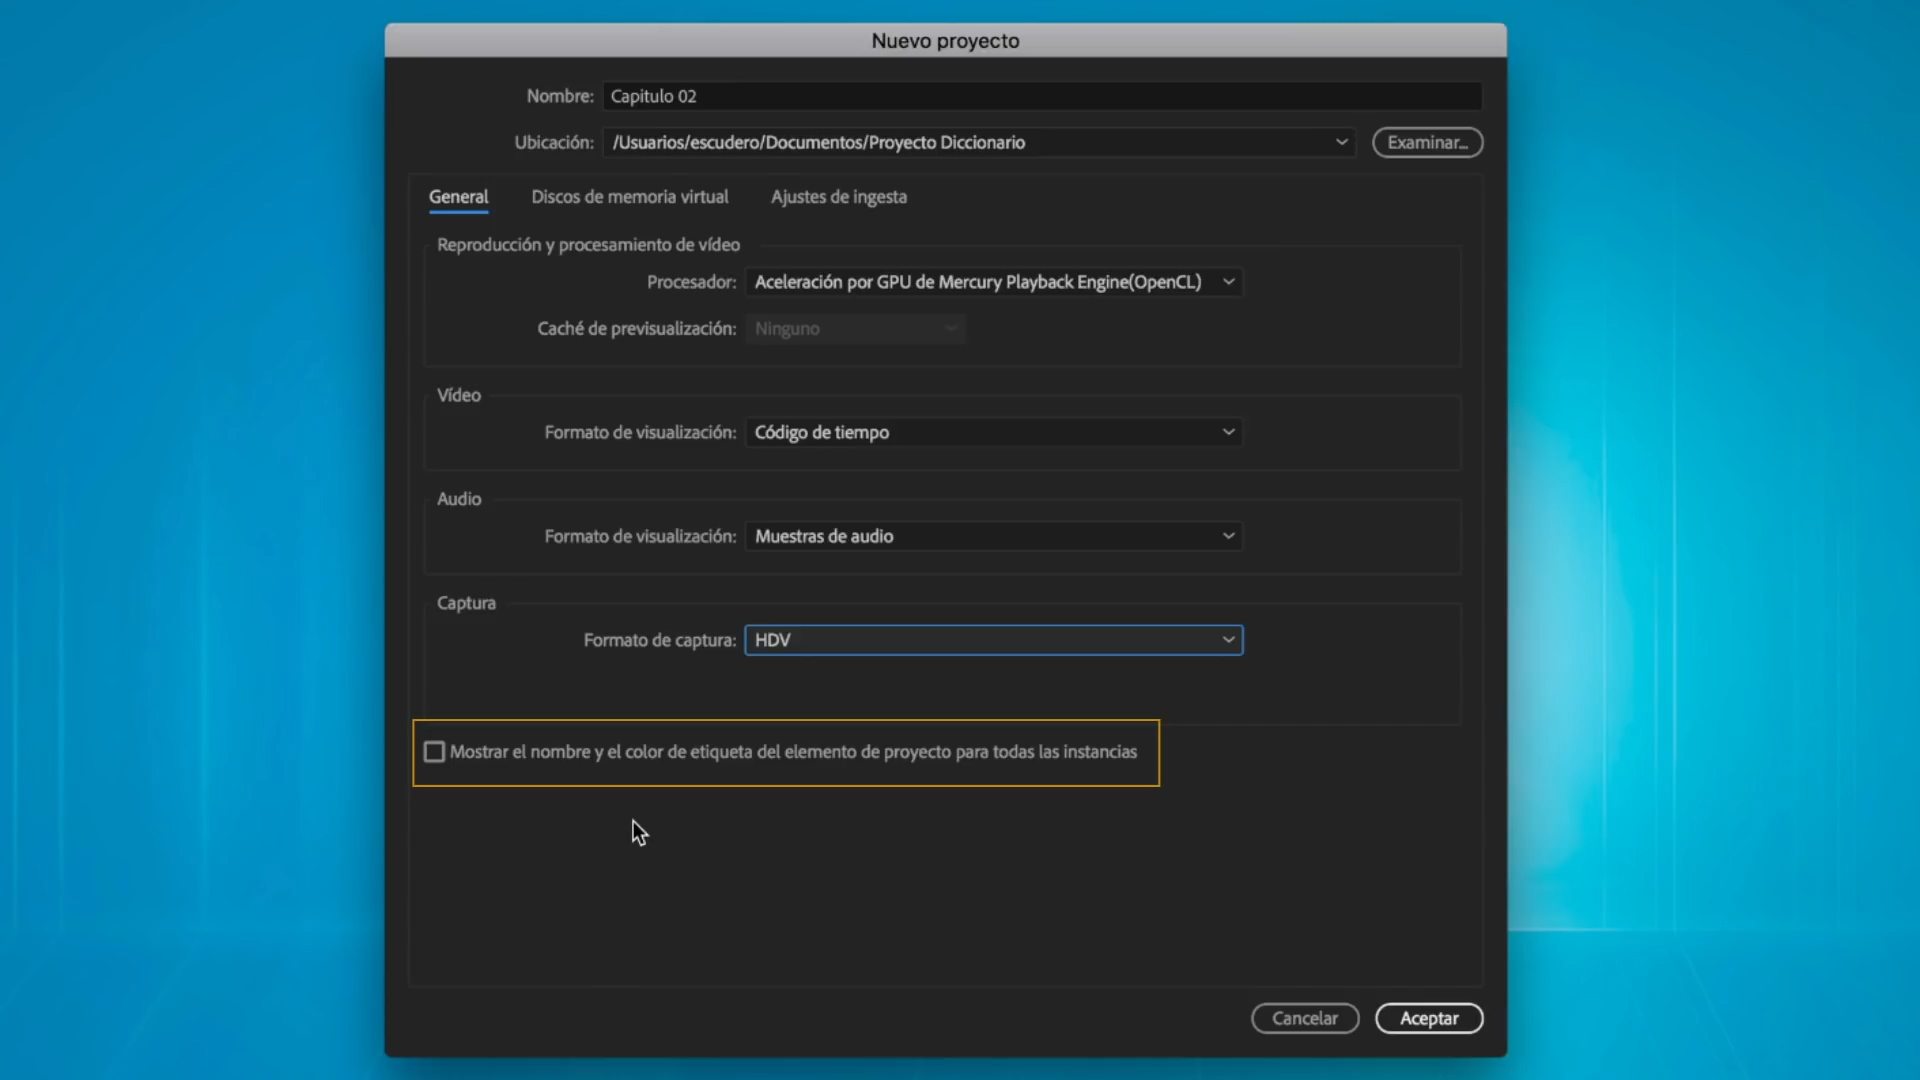 Nuevo proyecto
Nombre: Capitulo 02
Ubicación: /Usuarios/escudero/Documentos/Proyecto Diccionario Examinar...
General Discos de memoria virtual Ajustes de ingesta
Reproducción y procesamiento de vídeo
Procesador: Aceleración por GPU de Mercury Playback Engine(OpenCL)
Caché de previsualización: Ninguno
Vídeo
Formato de visualización: Código de tiempo
Audio
Formato de visualización: Muestras de audio
Captura
Formato de captura: HDV
Mostrar el nombre y el color de etiqueta del elemento de proyecto para todas las instancias
Cancelar Aceptar